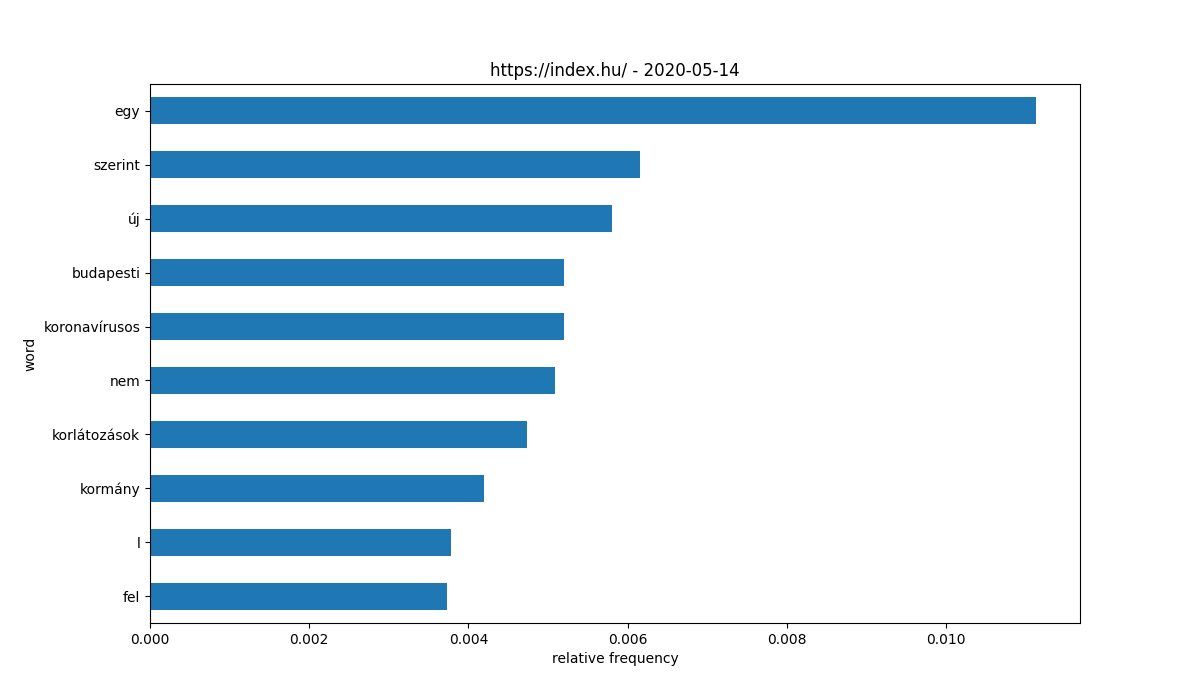 https://index.hu/ - 2020-05-14
egy
szerint
új
budapesti
koronavírusos
nem
korlátozások
kormány
l
fel
word
0.000 0.002 0.004 0.006 0.008 0.010
relative frequency